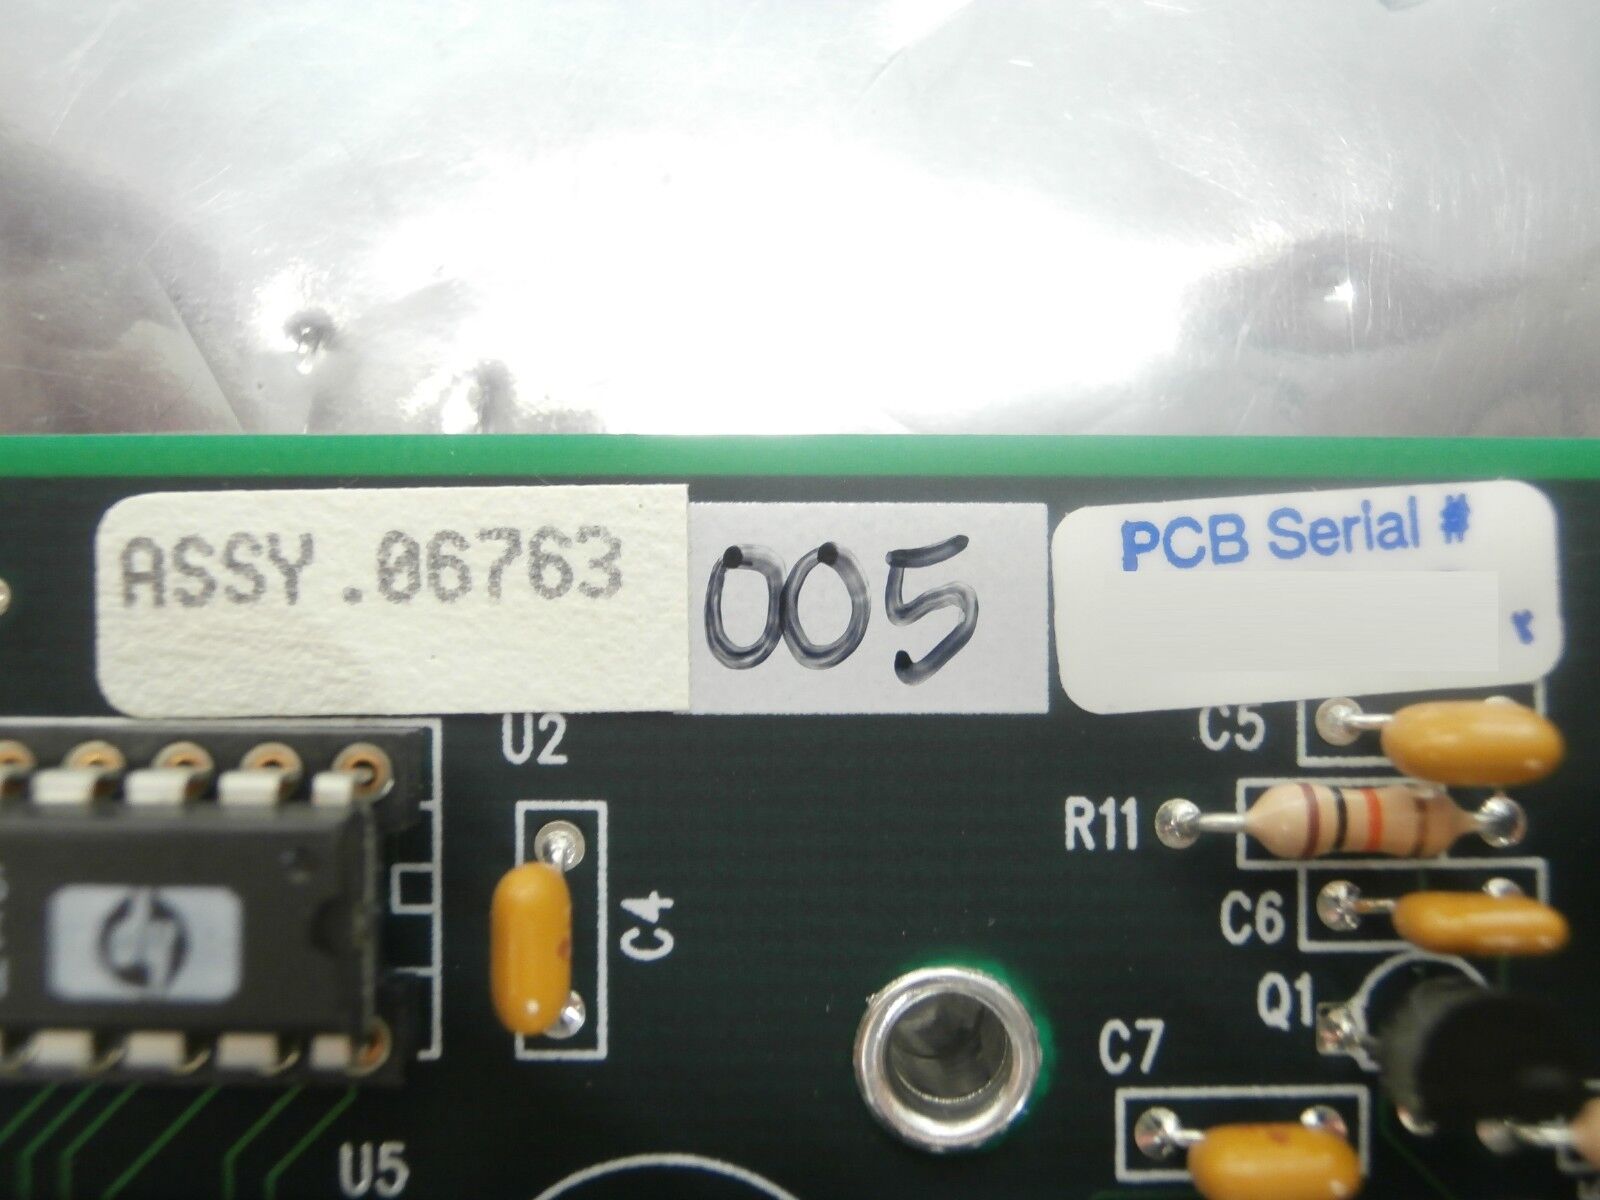 ASSY .06763
005
PCB Serial #
U2
C5
R11
C4
C6
Q1
C7
U5